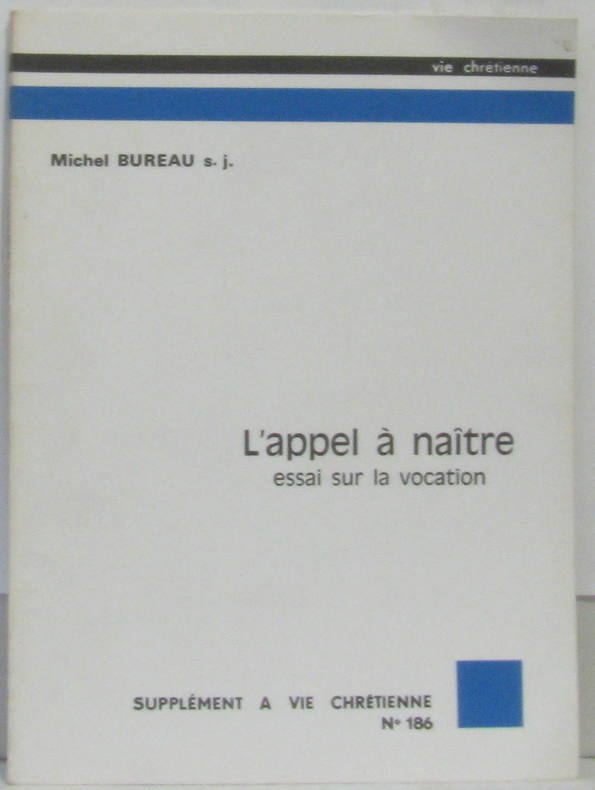 vie chrétienne
Michel BUREAU s. j.
L'appel à naître
essai sur la vocation
SUPPLÉMENT A VIE CHRÉTIENNE
N° 186